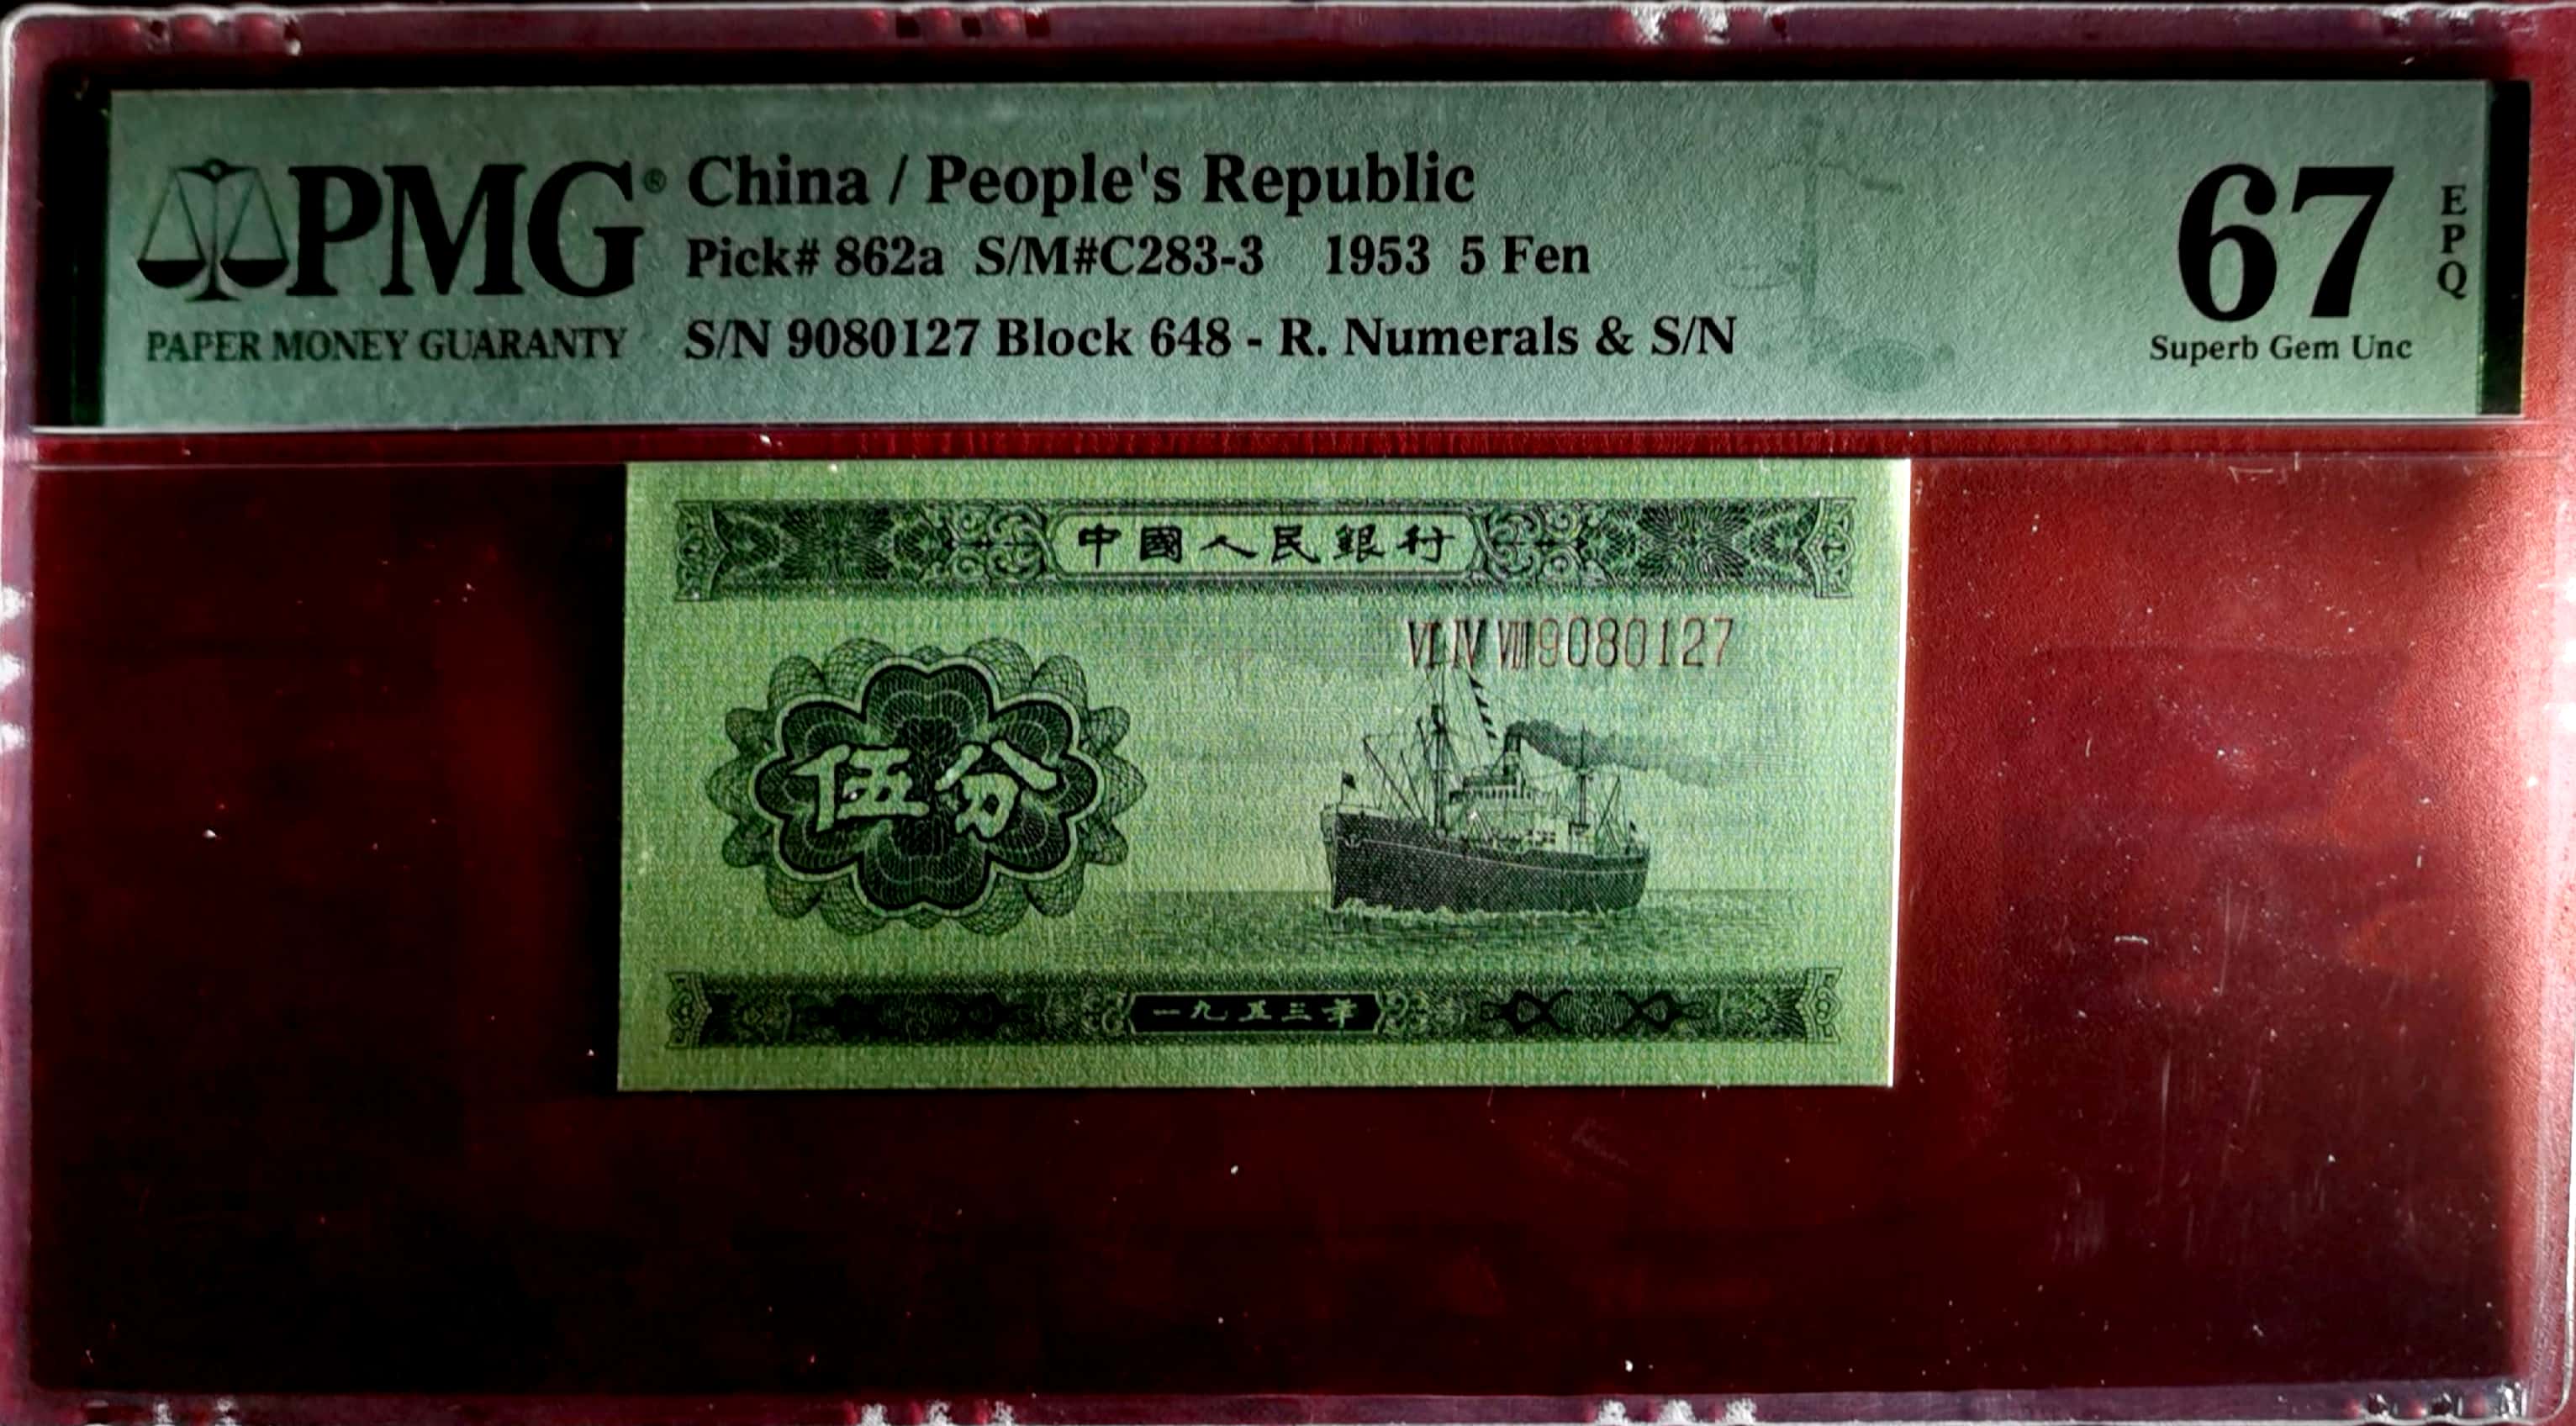 PMG®
PAPER MONEY GUARANTY
China / People's Republic
Pick# 862a S/M#C283-3 1953 5 Fen
S/N 9080127 Block 648 - R. Numerals & S/N
67
EPQ
Superb Gem Unc
中國人民銀行
VI IV VIII 9080127
伍分
一九五三年